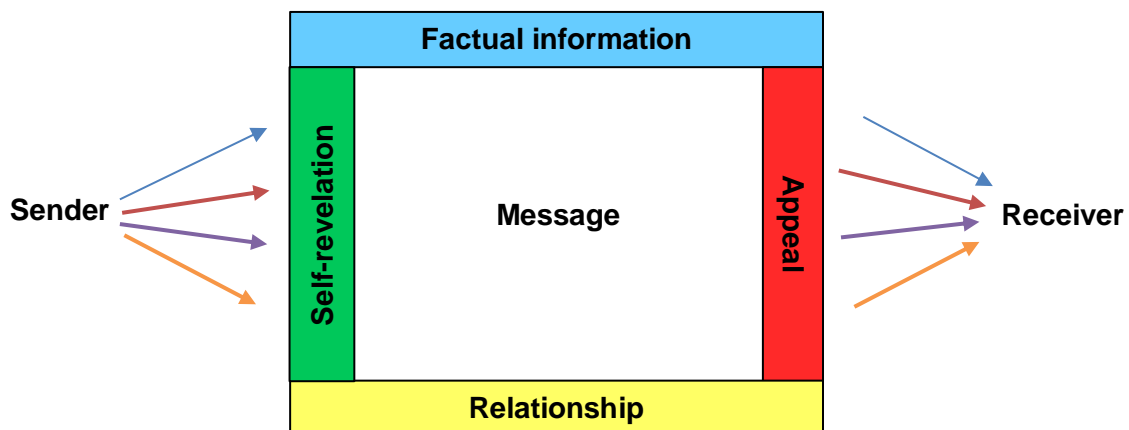 Factual information
Sender
Self-revelation
Message
Appeal
Receiver
Relationship